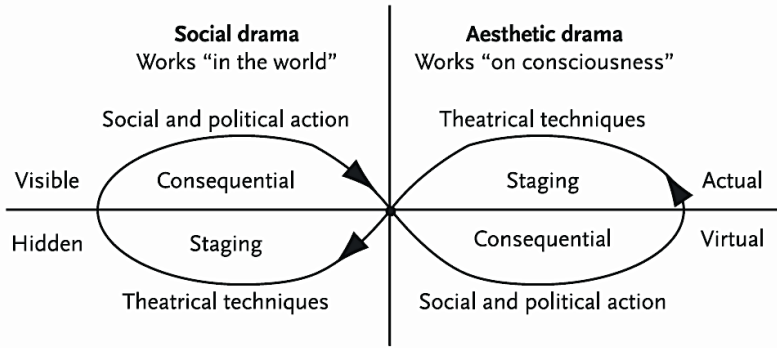 Social drama
Works “in the world”
Aesthetic drama
Works “on consciousness”
Social and political action
Theatrical techniques
Visible
Consequential
Staging
Actual
Hidden
Staging
Consequential
Virtual
Theatrical techniques
Social and political action